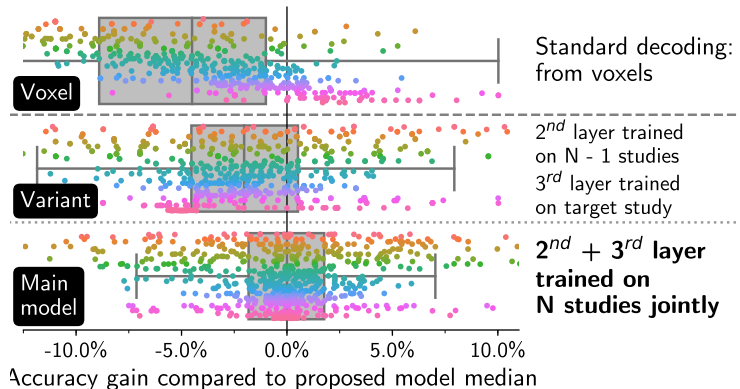 Voxel
Standard decoding:
from voxels
Variant
2nd layer trained
on N - 1 studies
3rd layer trained
on target study
Main
model
2nd + 3rd layer
trained on
N studies jointly
-10.0% -5.0% 0.0% 5.0% 10.0%
Accuracy gain compared to proposed model median